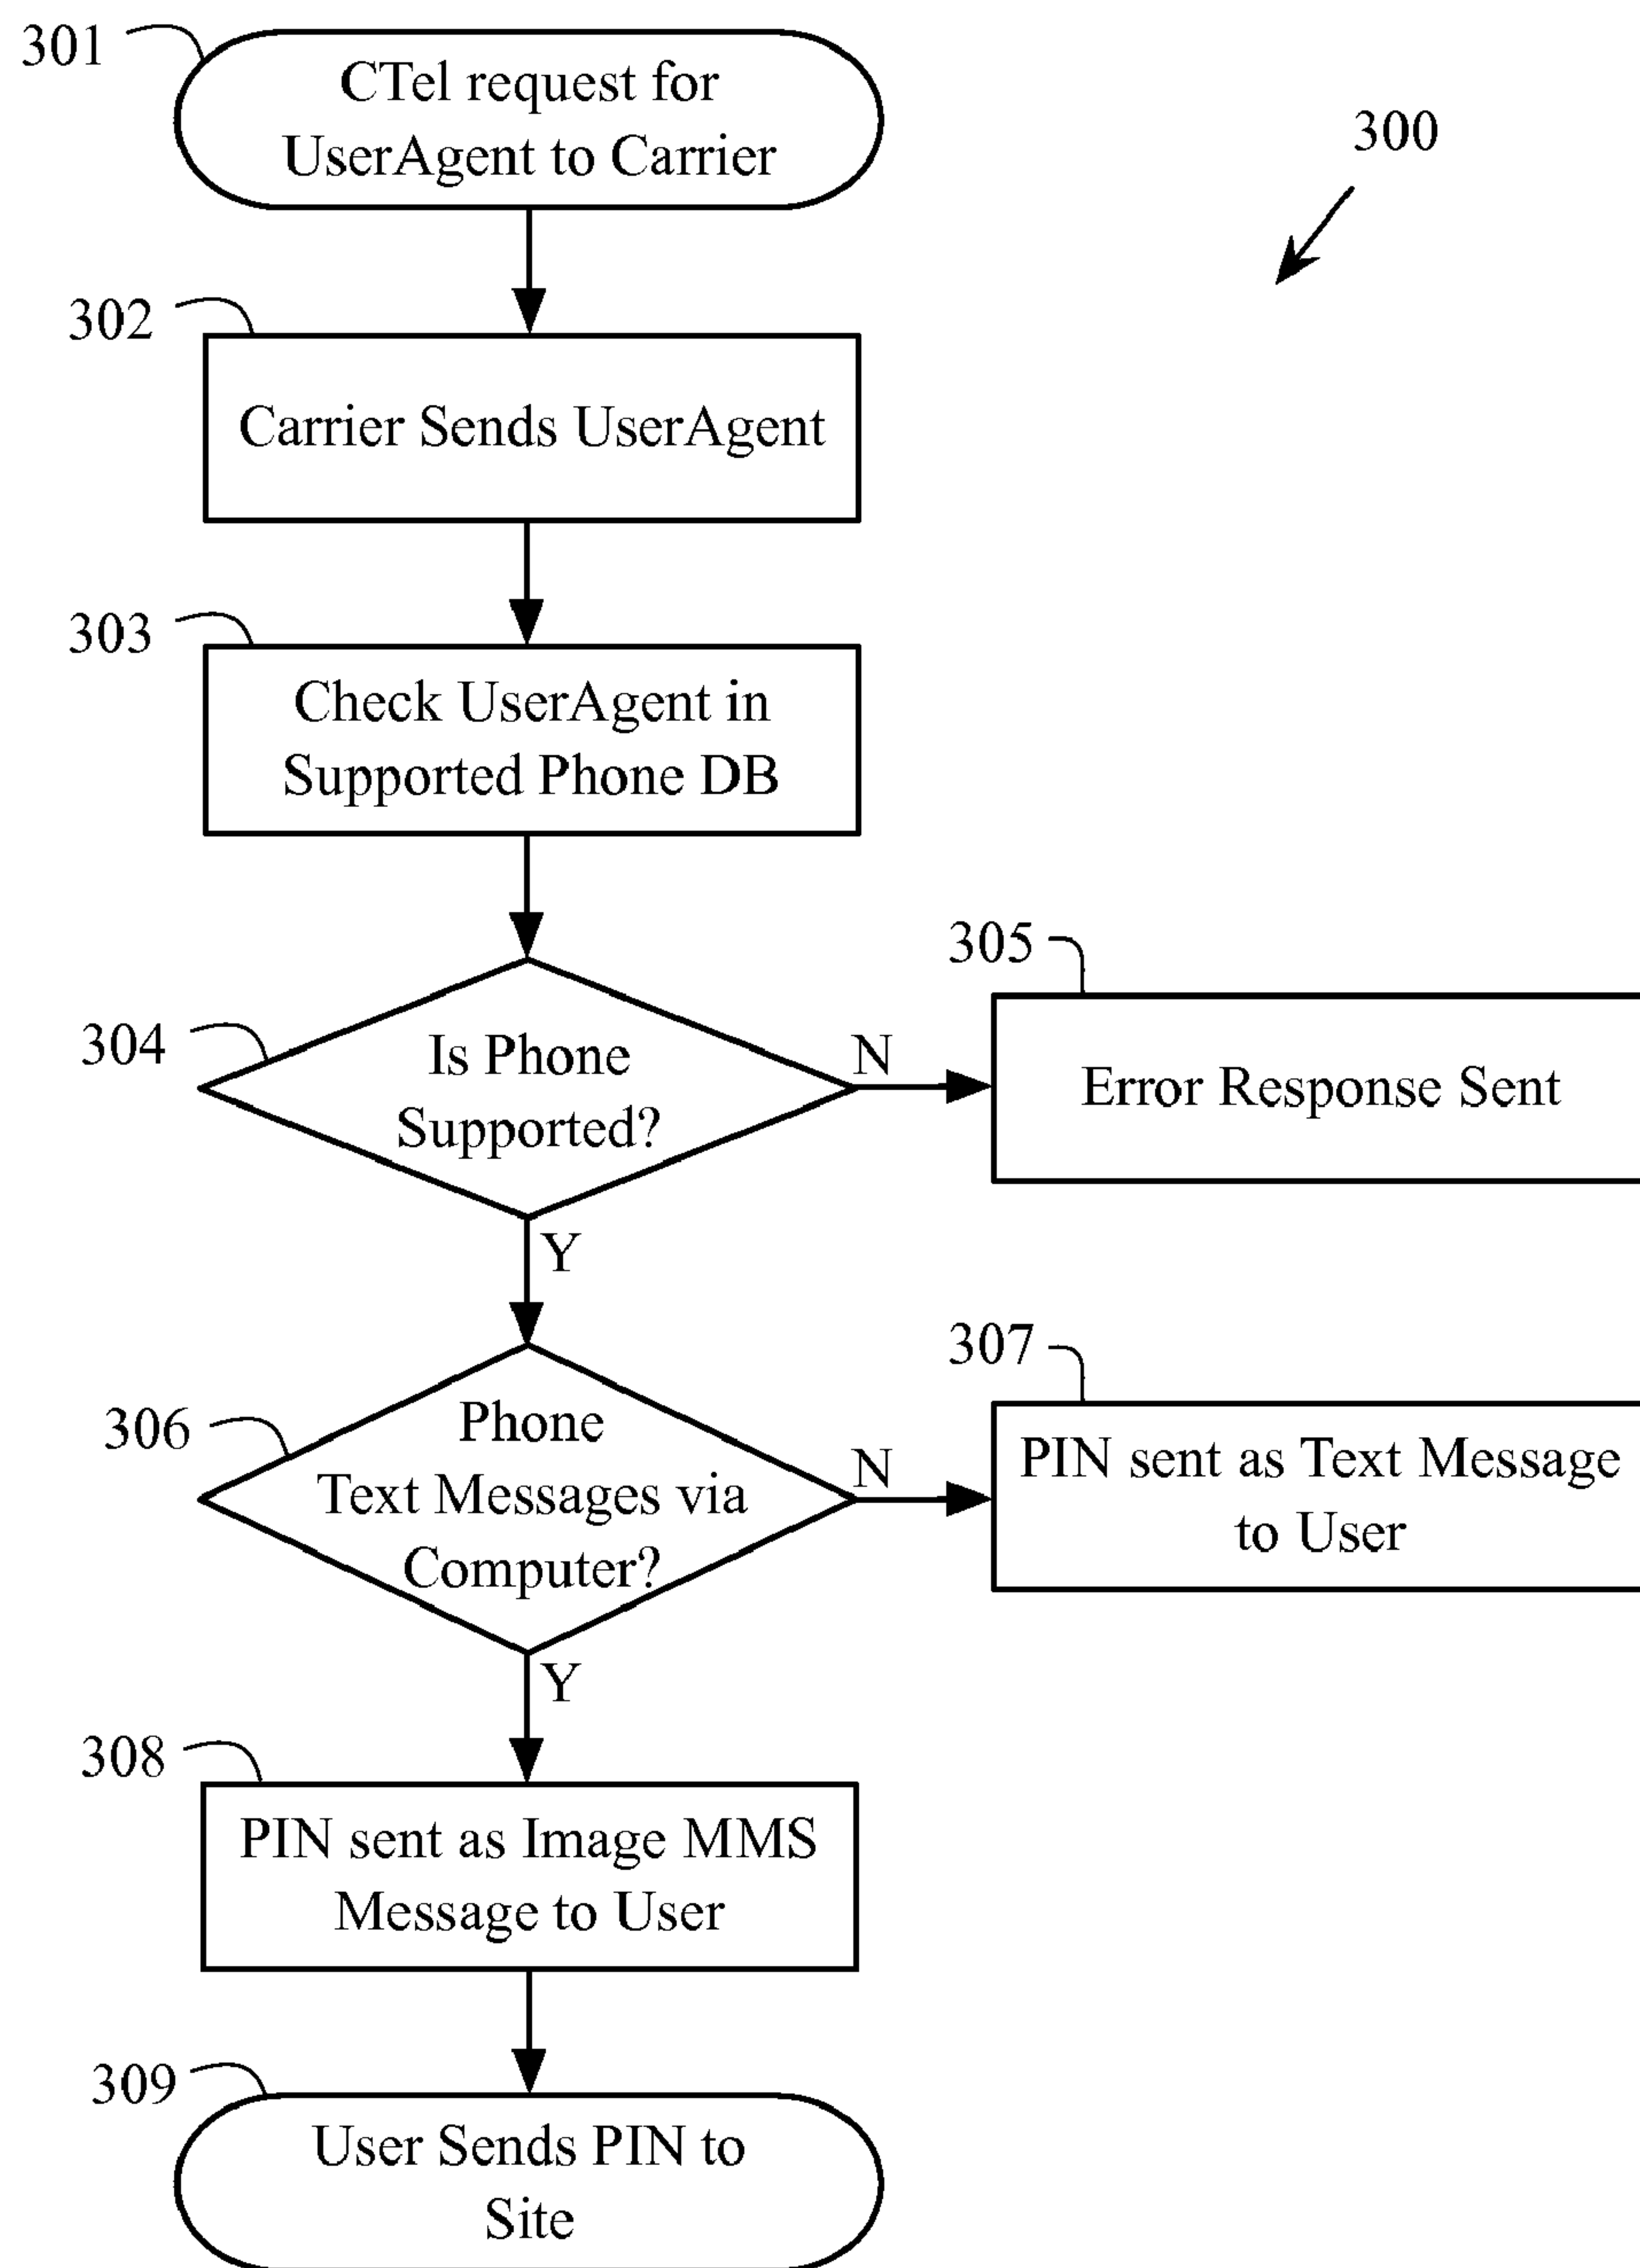 301
CTel request for
UserAgent to Carrier
300
302
Carrier Sends UserAgent
303
Check UserAgent in
Supported Phone DB
304
Is Phone
Supported?
N
305
Error Response Sent
Y
306
Phone
Text Messages via
Computer?
N
307
PIN sent as Text Message
to User
Y
308
PIN sent as Image MMS
Message to User
309
User Sends PIN to
Site